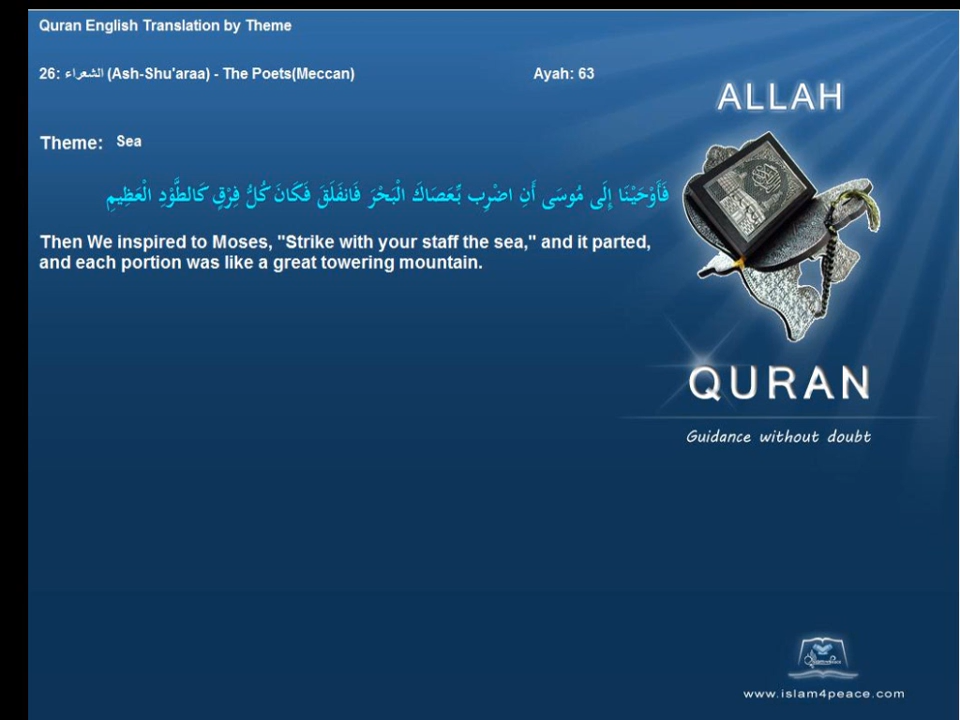 Quran English Translation by Theme
26: الشعراء (Ash-Shu'araa) - The Poets(Meccan) Ayah: 63
ALLAH
Theme: Sea
فَأَوْحَيْنَا إِلَى مُوسَى أَنِ اضْرِب بِّعَصَاكَ الْبَحْرَ فَانفَلَقَ فَكَانَ كُلُّ فِرْقٍ كَالطَّوْدِ الْعَظِيمِ
Then We inspired to Moses, "Strike with your staff the sea," and it parted,
and each portion was like a great towering mountain.
QURAN
Guidance without doubt
www.islam4peace.com